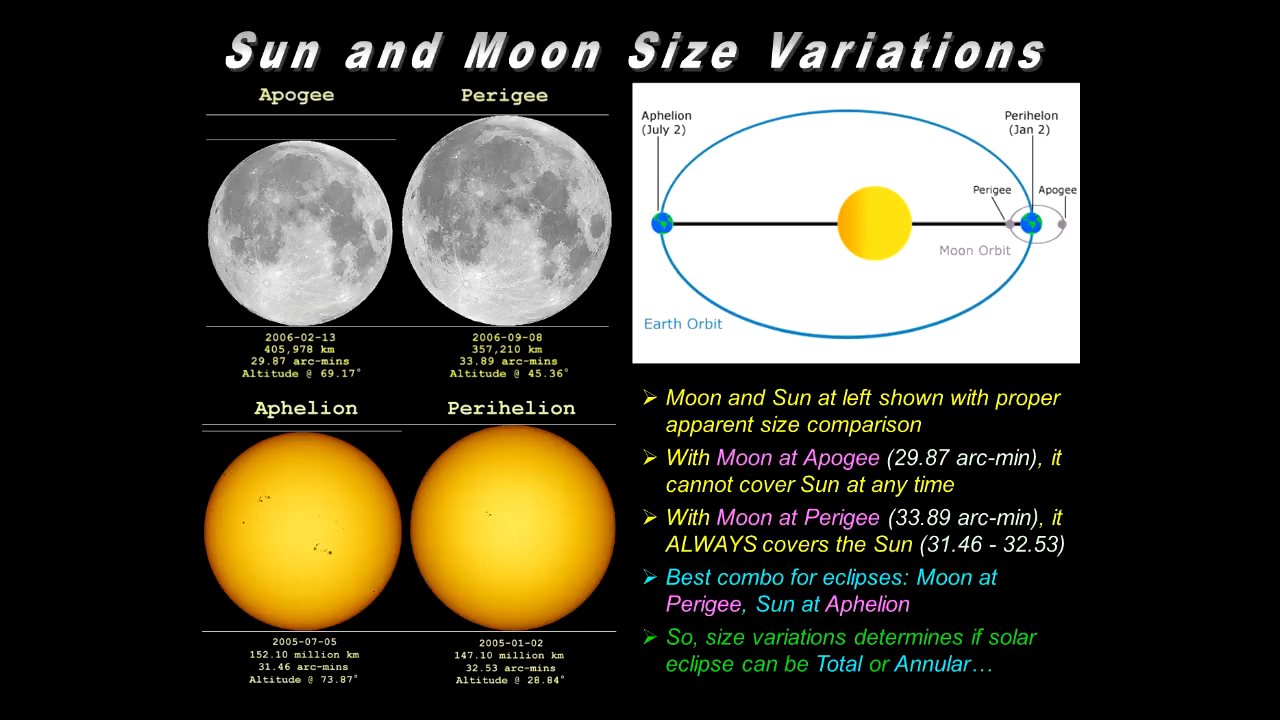 Sun and Moon Size Variations
Apogee
Perigee
2006-02-13
405,978 km
29.87 arc-mins
Altitude @ 69.17°
2006-09-08
357,210 km
33.89 arc-mins
Altitude @ 45.36°
Aphelion
Perihelion
2005-07-05
152.10 million km
31.46 arc-mins
Altitude @ 73.87°
2005-01-02
147.10 million km
32.53 arc-mins
Altitude @ 28.84°
Aphelion
(July 2)
Perihelon
(Jan 2)
Perigee
Apogee
Moon Orbit
Earth Orbit
Moon and Sun at left shown with proper
apparent size comparison
With Moon at Apogee (29.87 arc-min), it
cannot cover Sun at any time
With Moon at Perigee (33.89 arc-min), it
ALWAYS covers the Sun (31.46 - 32.53)
Best combo for eclipses: Moon at
Perigee, Sun at Aphelion
So, size variations determines if solar
eclipse can be Total or Annular…